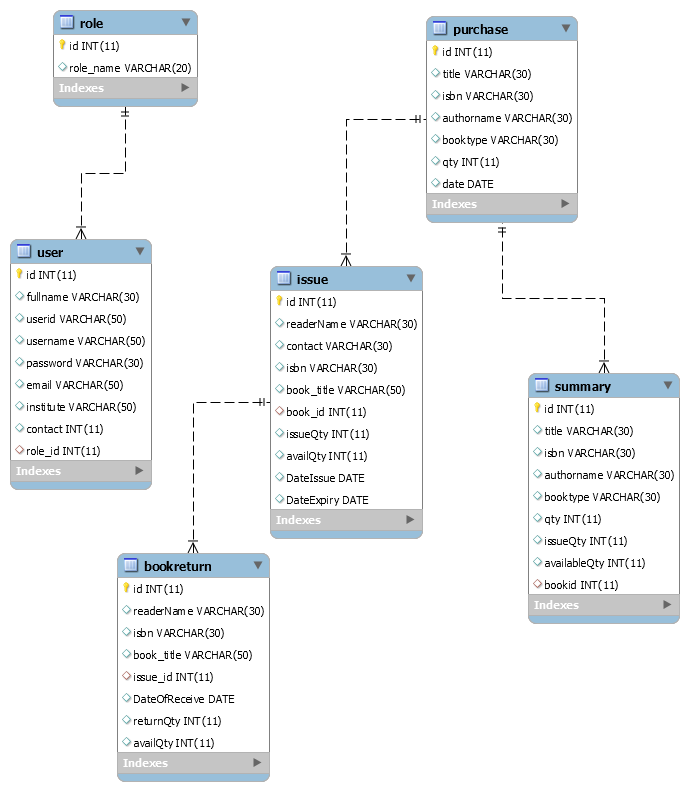 role
id INT(11)
role_name VARCHAR(20)
Indexes
purchase
id INT(11)
title VARCHAR(30)
isbn VARCHAR(30)
authorname VARCHAR(30)
booktype VARCHAR(30)
qty INT(11)
date DATE
Indexes
user
id INT(11)
fullname VARCHAR(30)
userid VARCHAR(50)
username VARCHAR(50)
password VARCHAR(30)
email VARCHAR(50)
institute VARCHAR(50)
contact INT(11)
role_id INT(11)
Indexes
issue
id INT(11)
readerName VARCHAR(30)
contact VARCHAR(30)
isbn VARCHAR(30)
book_title VARCHAR(50)
book_id INT(11)
issueQty INT(11)
availQty INT(11)
DateIssue DATE
DateExpiry DATE
Indexes
summary
id INT(11)
title VARCHAR(30)
isbn VARCHAR(30)
authorname VARCHAR(30)
booktype VARCHAR(30)
qty INT(11)
issueQty INT(11)
availableQty INT(11)
bookid INT(11)
Indexes
bookreturn
id INT(11)
readerName VARCHAR(30)
isbn VARCHAR(30)
book_title VARCHAR(50)
issue_id INT(11)
DateOfReceive DATE
returnQty INT(11)
availQty INT(11)
Indexes